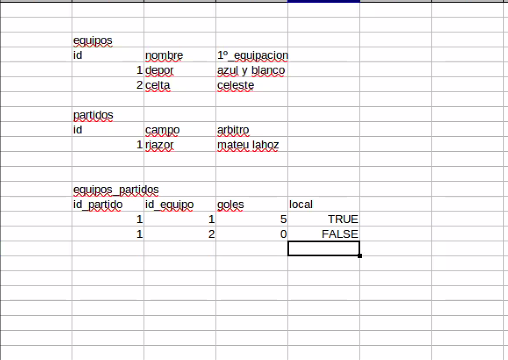 equipos
id nombre 1º_equipacion
1 depor azul y blanco
2 celta celeste
partidos
id campo arbitro
1 riazor mateu lahoz
equipos_partidos
id_partido id_equipo goles local
1 1 5 TRUE
1 2 0 FALSE